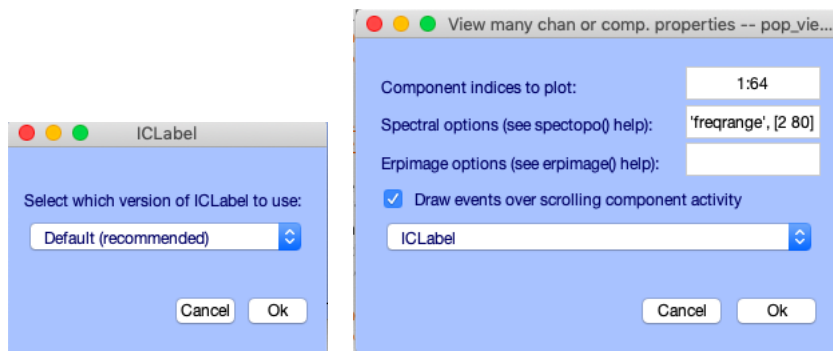 ICLabel
Select which version of ICLabel to use:
Default (recommended)
Cancel
Ok
View many chan or comp. properties -- pop_vie...
Component indices to plot:
1:64
Spectral options (see spectopo() help):
'freqrange', [2 80]
Erpimage options (see erpimage() help):
Draw events over scrolling component activity
ICLabel
Cancel
Ok